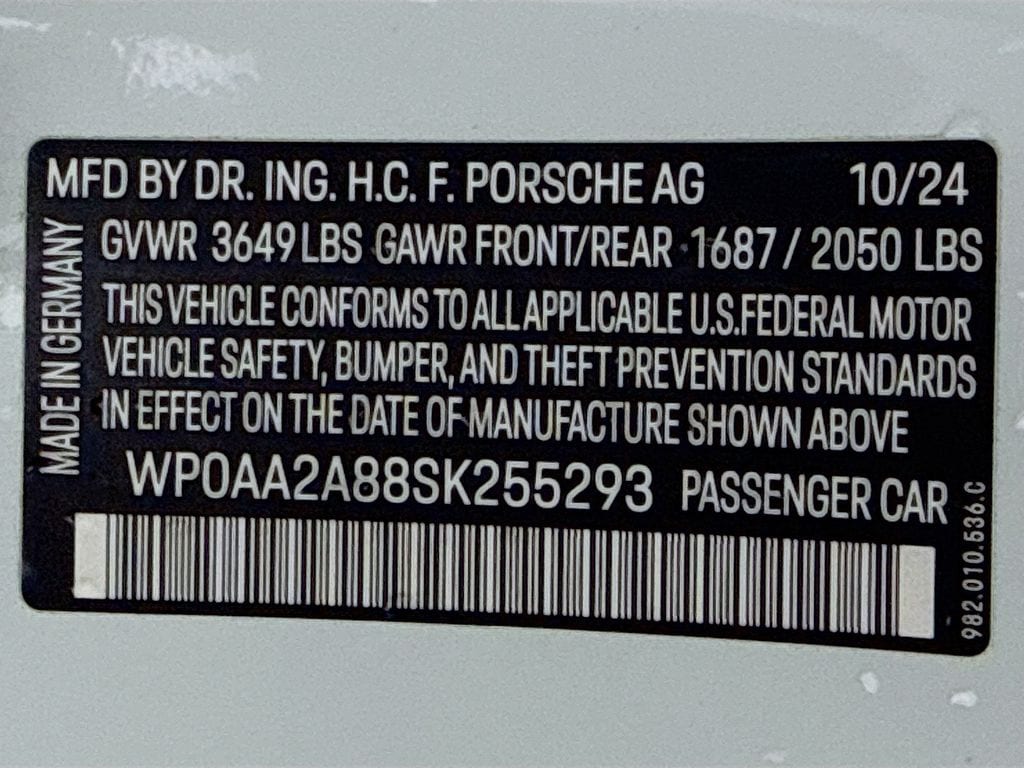 MFD BY DR. ING. H.C. F. PORSCHE AG 10/24
GVWR 3649 LBS GAWR FRONT/REAR 1687 / 2050 LBS
THIS VEHICLE CONFORMS TO ALL APPLICABLE U.S.FEDERAL MOTOR
VEHICLE SAFETY, BUMPER, AND THEFT PREVENTION STANDARDS
IN EFFECT ON THE DATE OF MANUFACTURE SHOWN ABOVE
WP0AA2A88SK255293 PASSENGER CAR
MADE IN GERMANY
982.010.536.C